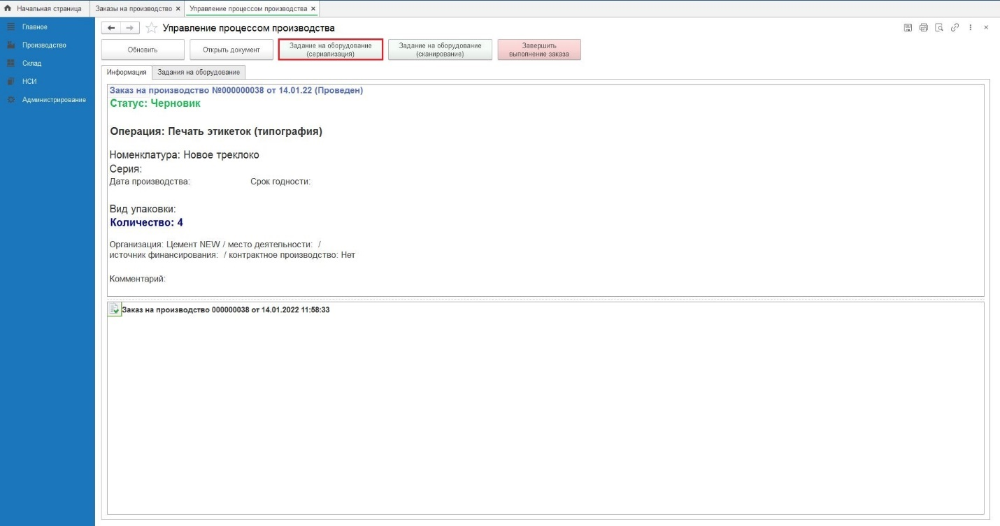 Начальная страница
Заказы на производство ×
Управление процессом производства ×
Главное
Производство
Склад
НСИ
Администрирование
Управление процессом производства
Обновить
Открыть документ
Задание на оборудование
(сериализация)
Задание на оборудование
(сканирование)
Завершить
выполнение заказа
Информация
Задания на оборудование
Заказ на производство №000000038 от 14.01.22 (Проведен)
Статус: Черновик
Операция: Печать этикеток (типография)
Номенклатура: Новое треклоко
Серия:
Дата производства: Срок годности:
Вид упаковки:
Количество: 4
Организация: Цемент NEW / место деятельности: /
источник финансирования: / контрактное производство: Нет
Комментарий:
Заказ на производство 000000038 от 14.01.2022 11:58:33